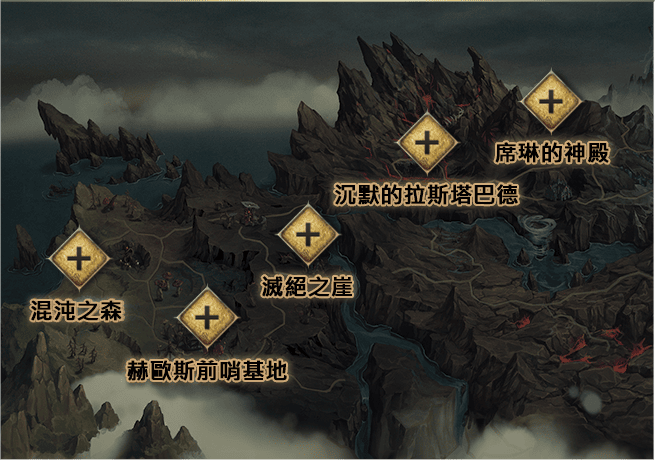 席琳的神殿
沉默的拉斯塔巴德
滅絕之崖
混沌之森
赫歐斯前哨基地